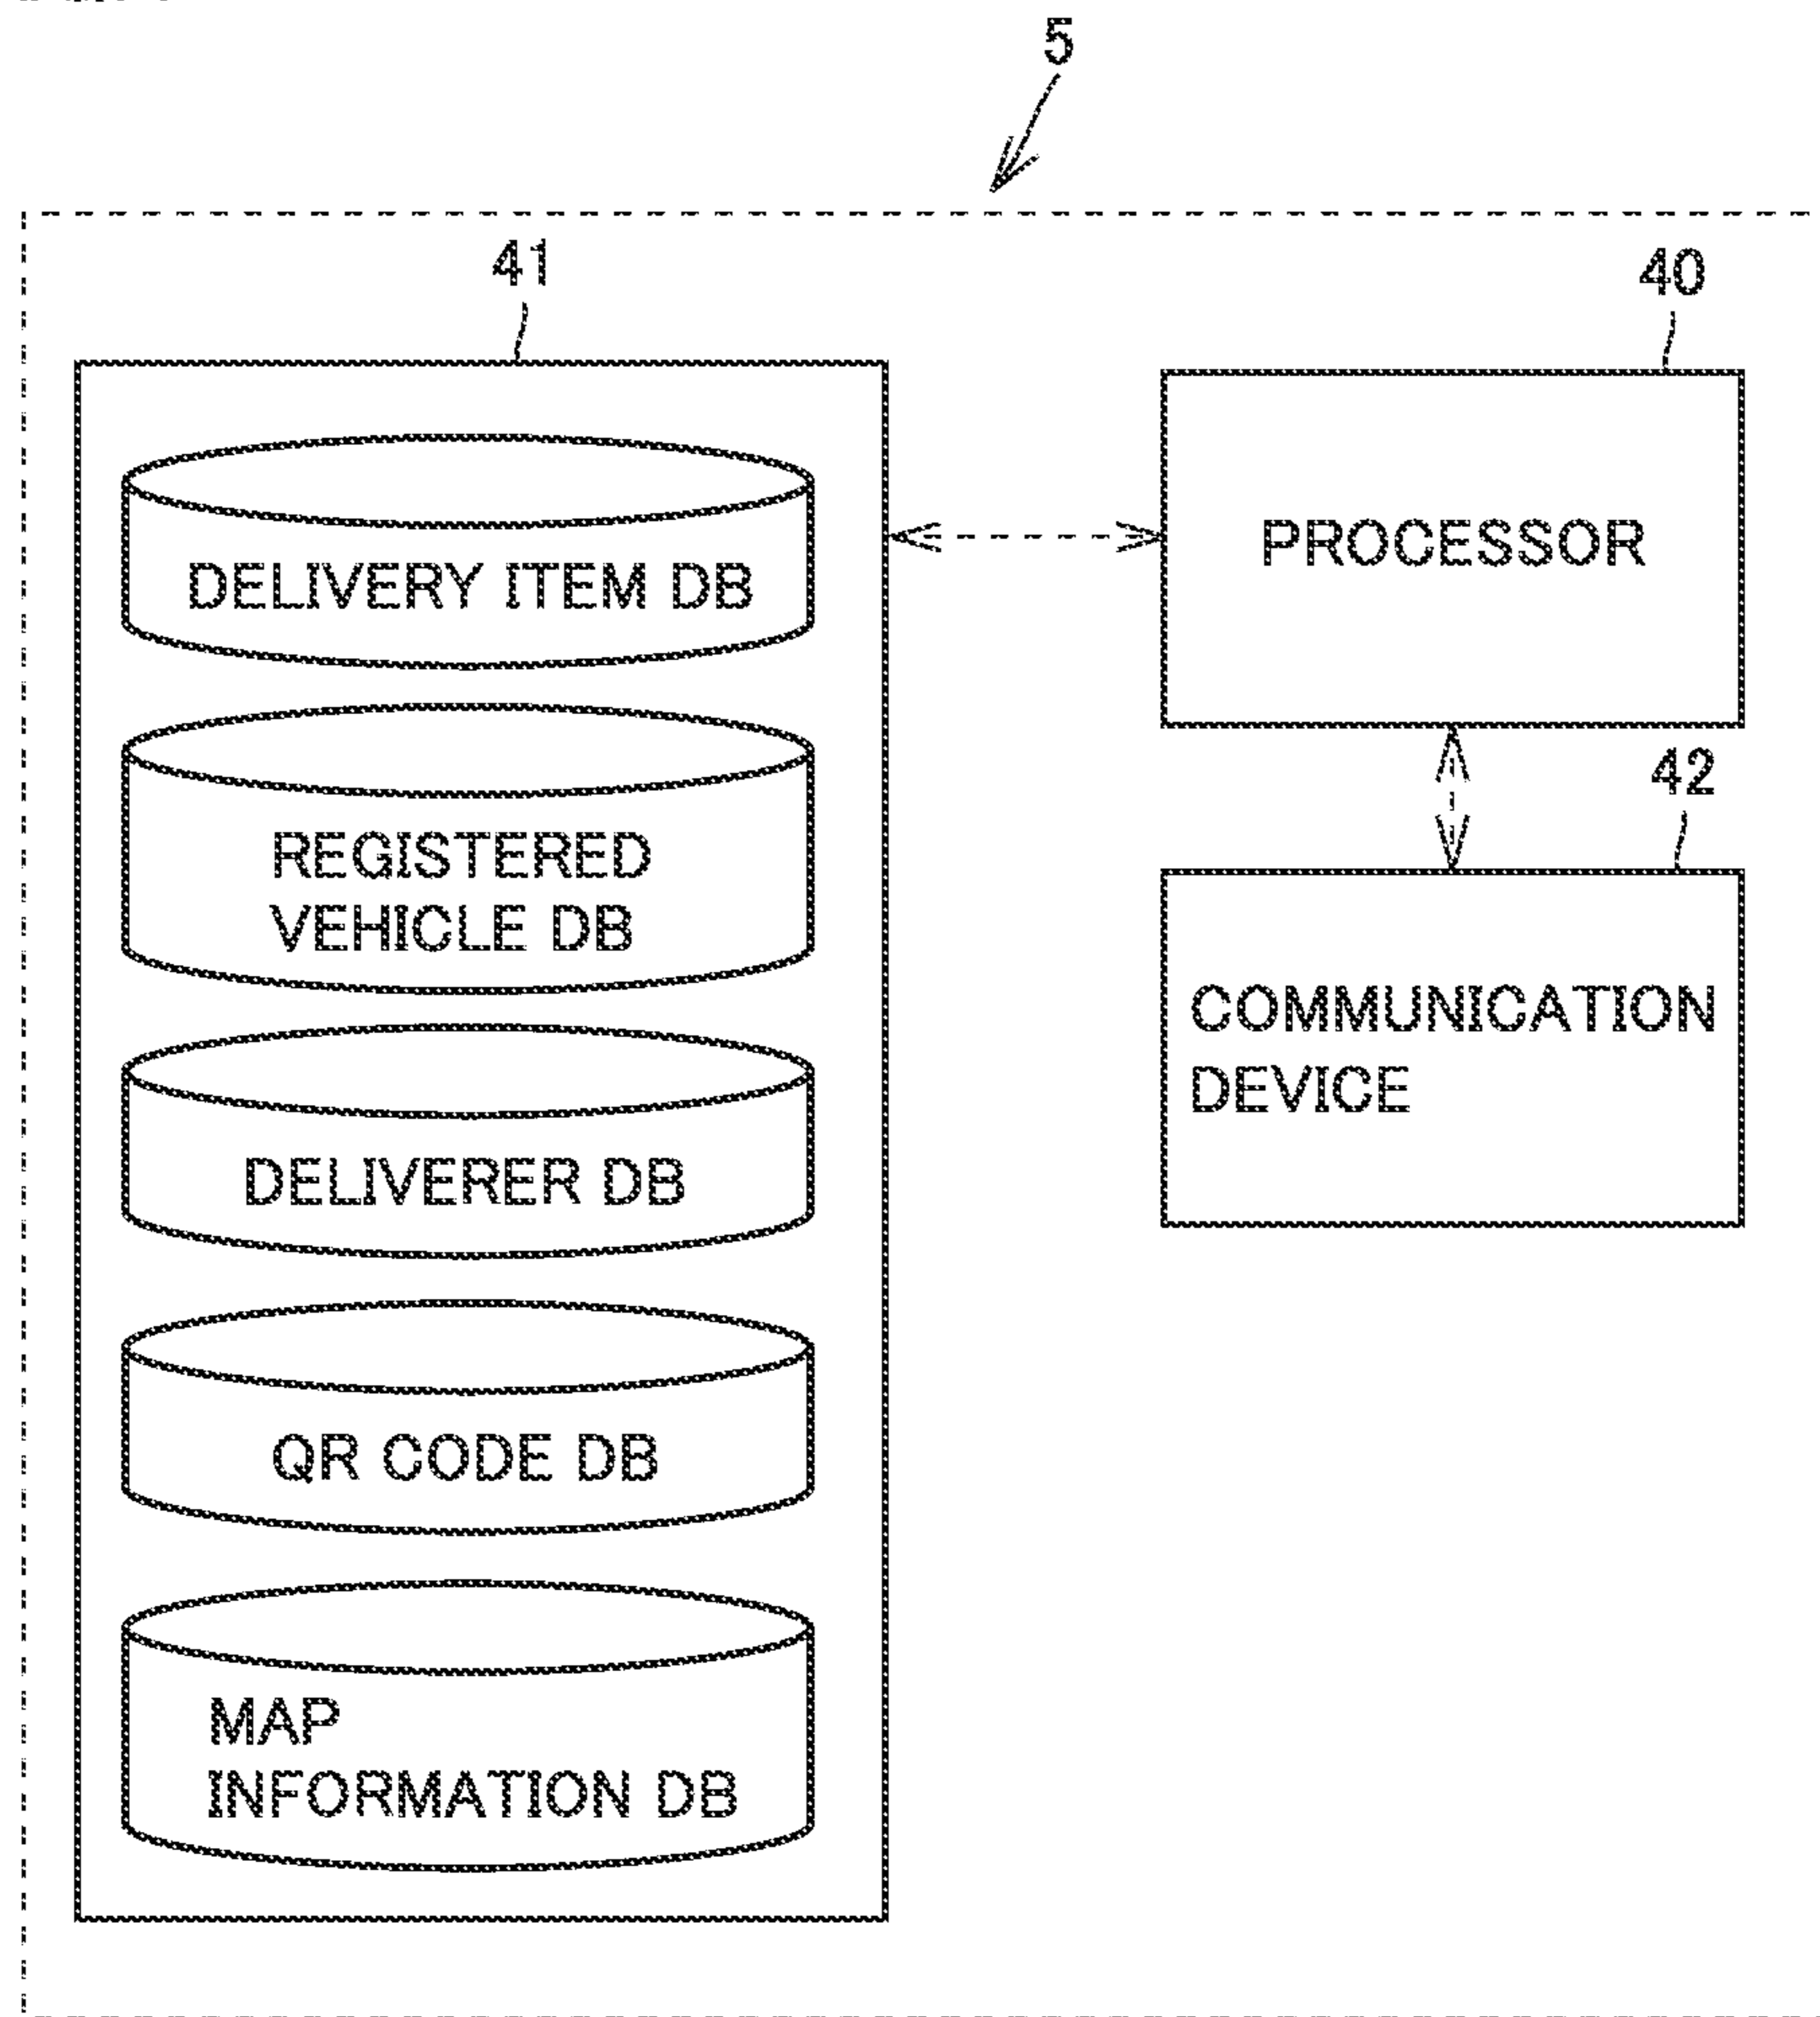 5
41
40
DELIVERY ITEM DB
PROCESSOR
REGISTERED
VEHICLE DB
42
COMMUNICATION
DEVICE
DELIVERER DB
QR CODE DB
MAP
INFORMATION DB